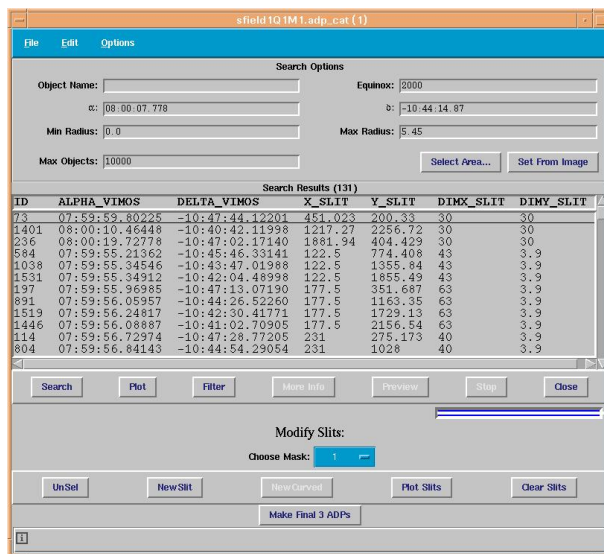 sfield1Q1M1.adp_cat (1)
File Edit Options
Search Options
Object Name: Equinox: 2000
α: 08:00:07.778 δ: -10:44:14.87
Min Radius: 0.0 Max Radius: 5.45
Max Objects: 10000 Select Area... Set From Image
Search Results (131)
ID ALPHA_VIMOS DELTA_VIMOS X_SLIT Y_SLIT DIMX_SLIT DIMY_SLIT
73 07:59:59.80225 -10:47:44.12201 451.023 200.33 30 30
1401 08:00:10.46448 -10:40:42.11998 1217.27 2256.72 30 30
236 08:00:19.72778 -10:47:02.17140 1881.94 404.429 30 30
584 07:59:55.21362 -10:45:46.33141 122.5 774.408 43 3.9
1038 07:59:55.34546 -10:43:47.01988 122.5 1355.84 43 3.9
1531 07:59:55.34912 -10:42:04.48998 122.5 1855.49 43 3.9
197 07:59:55.96985 -10:47:13.07190 177.5 351.687 63 3.9
891 07:59:56.05957 -10:44:26.52260 177.5 1163.35 63 3.9
1519 07:59:56.24817 -10:42:30.41771 177.5 1729.13 63 3.9
1446 07:59:56.08887 -10:41:02.70905 177.5 2156.54 63 3.9
114 07:59:56.72974 -10:47:28.77205 231 275.173 40 3.9
804 07:59:56.84143 -10:44:54.29054 231 1028 40 3.9
Search Plot Filter More Info Preview Stop Close
Modify Slits:
Choose Mask: 1
UnSel NewSlit NewCurved Plot Slits Clear Slits
Make Final 3 ADPs